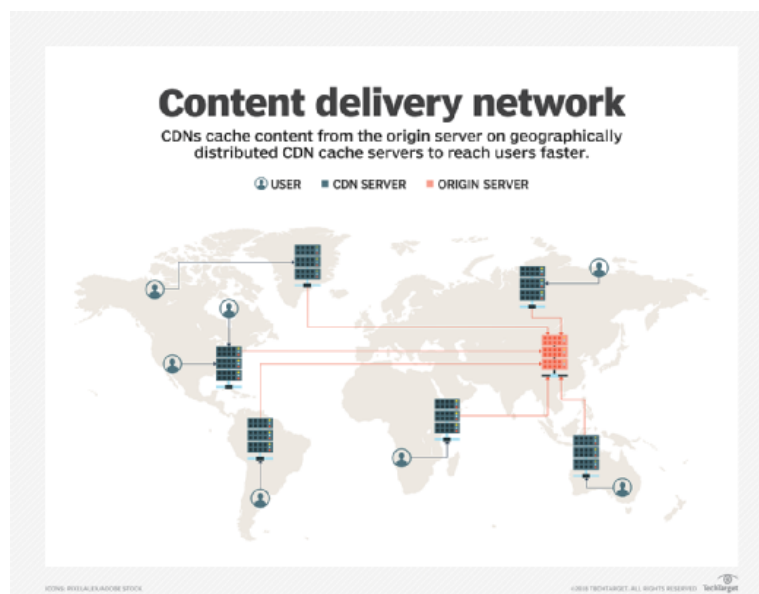 Content delivery network
CDNs cache content from the origin server on geographically
distributed CDN cache servers to reach users faster.
USER CDN SERVER ORIGIN SERVER
TechTarget